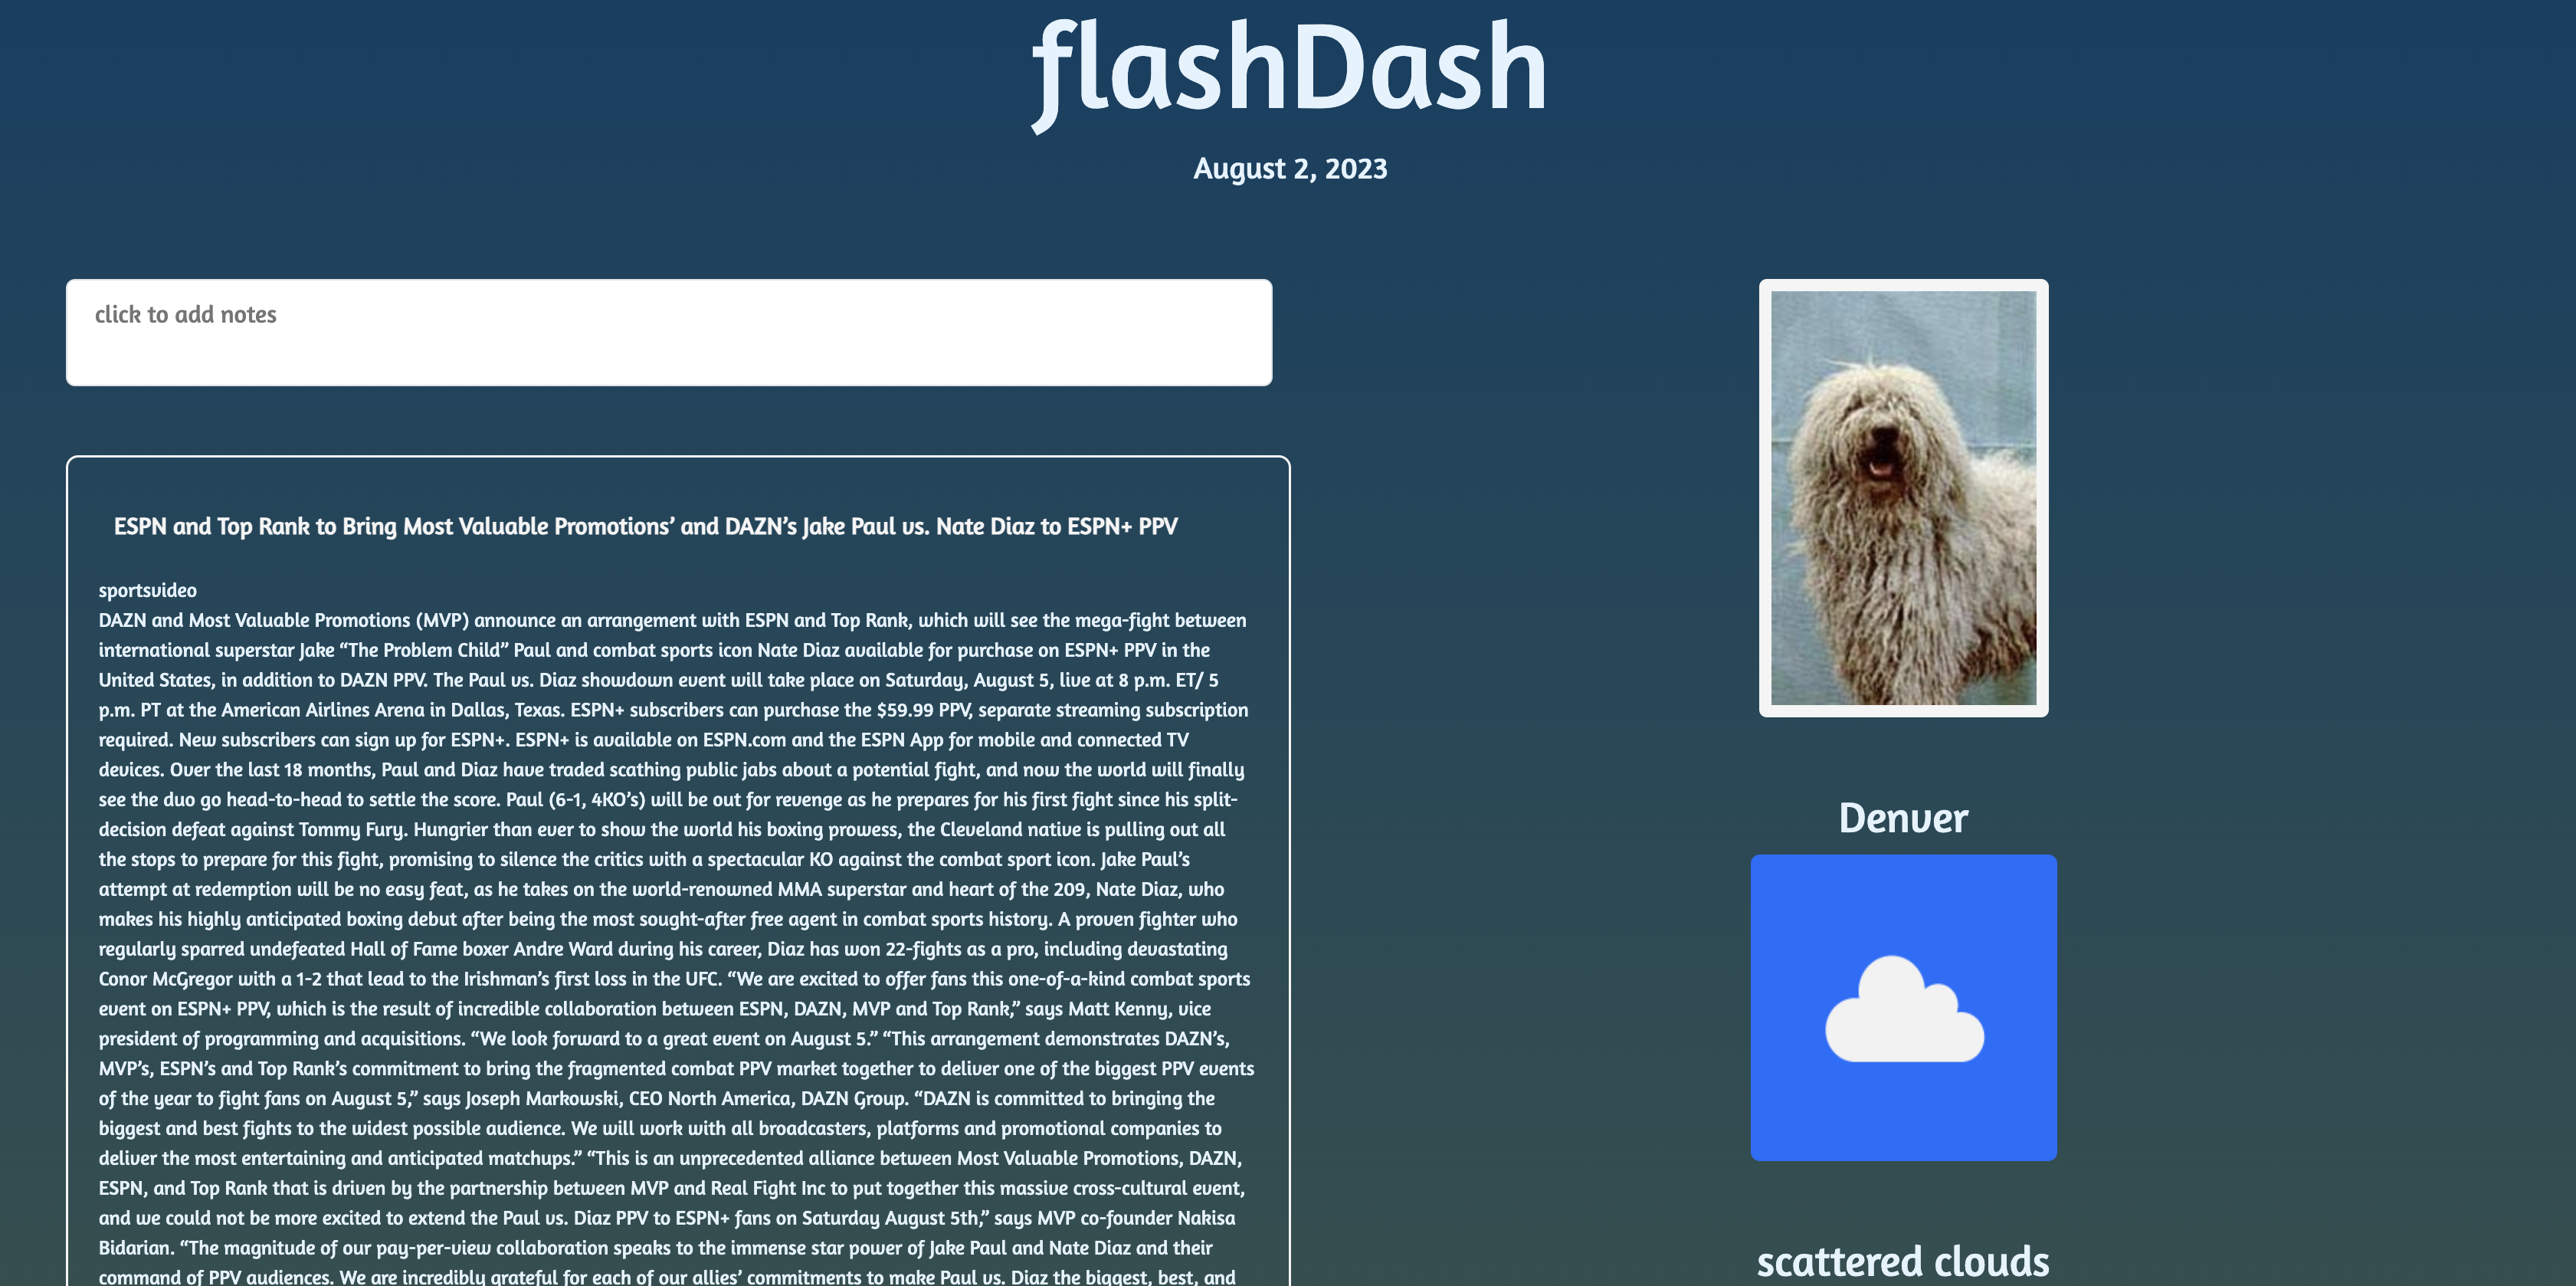 flashDash
August 2, 2023
click to add notes
ESPN and Top Rank to Bring Most Valuable Promotions’ and DAZN’s Jake Paul vs. Nate Diaz to ESPN+ PPV
sportsvideo
DAZN and Most Valuable Promotions (MVP) announce an arrangement with ESPN and Top Rank, which will see the mega-fight between
international superstar Jake “The Problem Child” Paul and combat sports icon Nate Diaz available for purchase on ESPN+ PPV in the
United States, in addition to DAZN PPV. The Paul vs. Diaz showdown event will take place on Saturday, August 5, live at 8 p.m. ET/ 5
p.m. PT at the American Airlines Arena in Dallas, Texas. ESPN+ subscribers can purchase the $59.99 PPV, separate streaming subscription
required. New subscribers can sign up for ESPN+. ESPN+ is available on ESPN.com and the ESPN App for mobile and connected TV
devices. Over the last 18 months, Paul and Diaz have traded scathing public jabs about a potential fight, and now the world will finally
see the duo go head-to-head to settle the score. Paul (6-1, 4KO’s) will be out for revenge as he prepares for his first fight since his split-
decision defeat against Tommy Fury. Hungrier than ever to show the world his boxing prowess, the Cleveland native is pulling out all
the stops to prepare for this fight, promising to silence the critics with a spectacular KO against the combat sport icon. Jake Paul’s
attempt at redemption will be no easy feat, as he takes on the world-renowned MMA superstar and heart of the 209, Nate Diaz, who
makes his highly anticipated boxing debut after being the most sought-after free agent in combat sports history. A proven fighter who
regularly sparred undefeated Hall of Fame boxer Andre Ward during his career, Diaz has won 22-fights as a pro, including devastating
Conor McGregor with a 1-2 that lead to the Irishman’s first loss in the UFC. “We are excited to offer fans this one-of-a-kind combat sports
event on ESPN+ PPV, which is the result of incredible collaboration between ESPN, DAZN, MVP and Top Rank,” says Matt Kenny, vice
president of programming and acquisitions. “We look forward to a great event on August 5.” “This arrangement demonstrates DAZN’s,
MVP’s, ESPN’s and Top Rank’s commitment to bring the fragmented combat PPV market together to deliver one of the biggest PPV events
of the year to fight fans on August 5,” says Joseph Markowski, CEO North America, DAZN Group. “DAZN is committed to bringing the
biggest and best fights to the widest possible audience. We will work with all broadcasters, platforms and promotional companies to
deliver the most entertaining and anticipated matchups.” “This is an unprecedented alliance between Most Valuable Promotions, DAZN,
ESPN, and Top Rank that is driven by the partnership between MVP and Real Fight Inc to put together this massive cross-cultural event,
and we could not be more excited to extend the Paul vs. Diaz PPV to ESPN+ fans on Saturday August 5th,” says MVP co-founder Nakisa
Bidarian. “The magnitude of our pay-per-view collaboration speaks to the immense star power of Jake Paul and Nate Diaz and their
command of PPV audiences. We are incredibly grateful for each of our allies’ commitments to make Paul vs. Diaz the biggest, best, and
Denver
scattered clouds